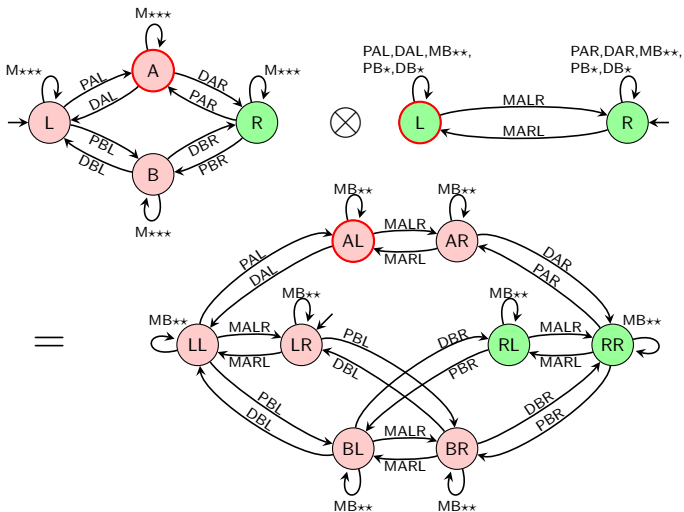 M⋆⋆⋆
M⋆⋆⋆ PAL A DAR M⋆⋆⋆
DAL PAR
L R
PBL DBR
DBL PBR
B
M⋆⋆⋆
PAL,DAL,MB⋆⋆,
PB⋆,DB⋆
PAR,DAR,MB⋆⋆,
PB⋆,DB⋆
L MALR R
MARL
⊗
MB⋆⋆ MB⋆⋆
AL MALR AR
MARL
PAL DAR
DAL PAR
=
MB⋆⋆ MB⋆⋆ MB⋆⋆ MB⋆⋆
LL MALR LR PBL DBR RL MALR RR
MARL DBL PBR MARL
PBL DBR
DBL PBR
BL MALR BR
MARL
MB⋆⋆ MB⋆⋆